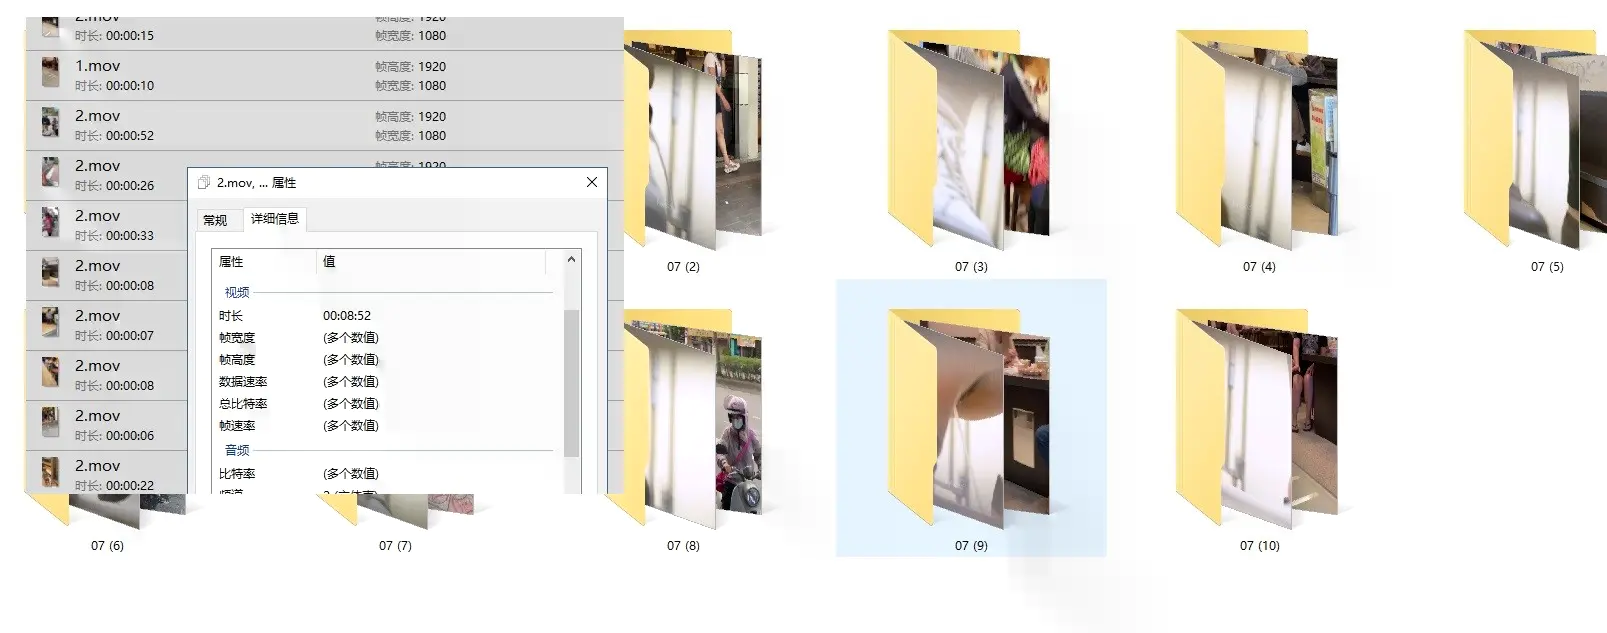 2.mov
帧高度: 1920
时长: 00:00:15
帧宽度: 1080
1.mov
帧高度: 1920
时长: 00:00:10
帧宽度: 1080
2.mov
帧高度: 1920
时长: 00:00:52
帧宽度: 1080
2.mov
帧高度: 1920
时长: 00:00:26
2.mov
时长: 00:00:33
2.mov
时长: 00:00:08
2.mov
时长: 00:00:07
2.mov
时长: 00:00:08
2.mov
时长: 00:00:06
2.mov
时长: 00:00:22
2.mov, ... 属性
常规 详细信息
属性 值
视频
时长 00:08:52
帧宽度 (多个数值)
帧高度 (多个数值)
数据速率 (多个数值)
总比特率 (多个数值)
帧速率 (多个数值)
音频
比特率 (多个数值)
07 (2)
07 (3)
07 (4)
07 (5)
07 (6)
07 (7)
07 (8)
07 (9)
07 (10)